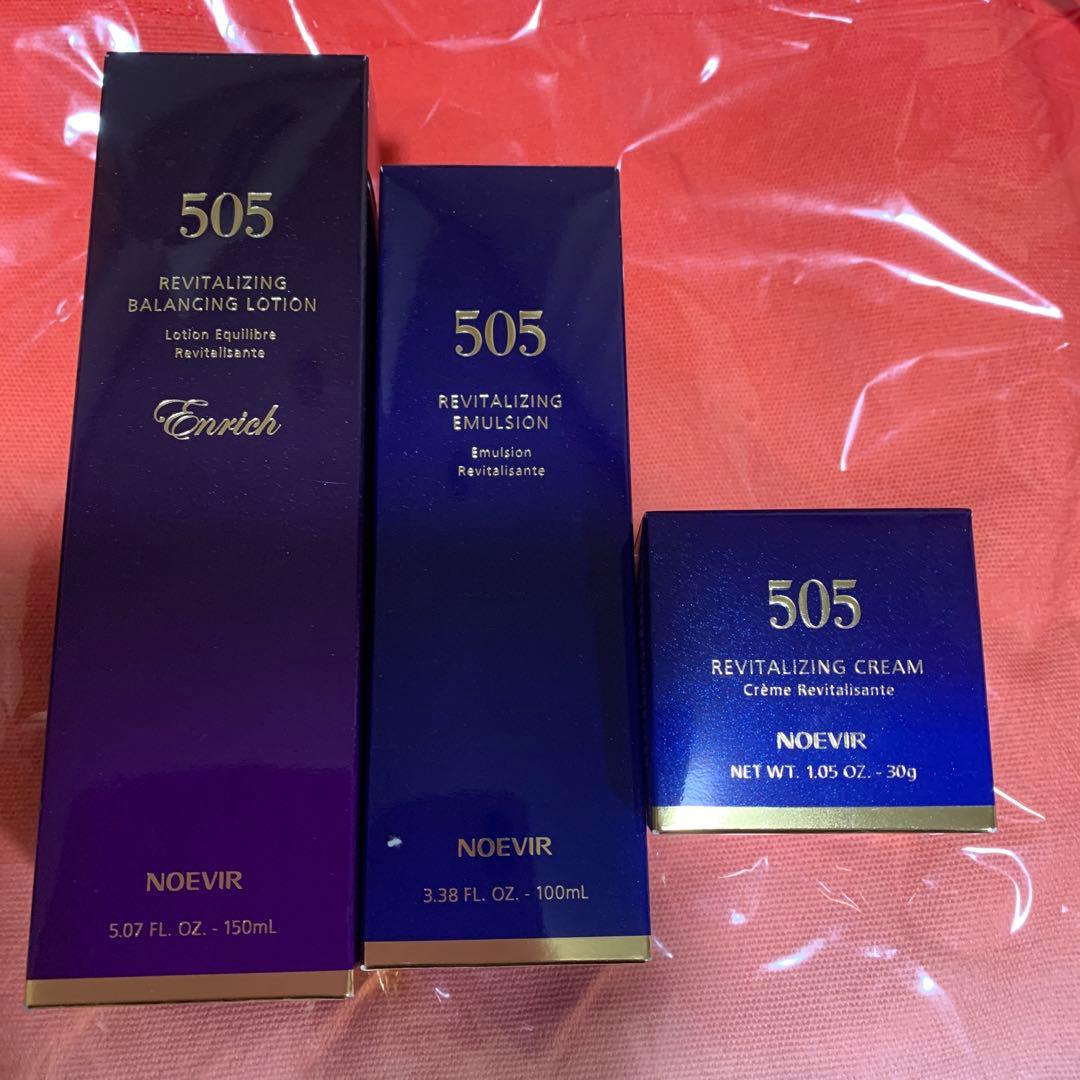 505
REVITALIZING
BALANCING LOTION
Lotion Equilibre
Revitalisante
Enrich
NOEVIR
5.07 FL. OZ. - 150mL
505
REVITALIZING
EMULSION
Emulsion
Revitalisante
NOEVIR
3.38 FL. OZ. - 100mL
505
REVITALIZING CREAM
Crème Revitalisante
NOEVIR
NET WT. 1.05 OZ. - 30g